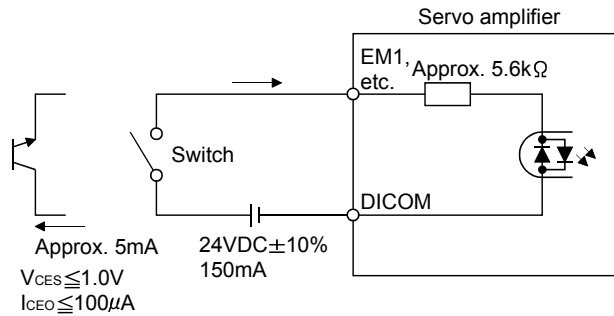 Servo amplifier
EM1,
etc.
Approx. 5.6kΩ
Switch
DICOM
Approx. 5mA
24VDC±10%
150mA
VCES≦1.0V
ICEO≦100μA